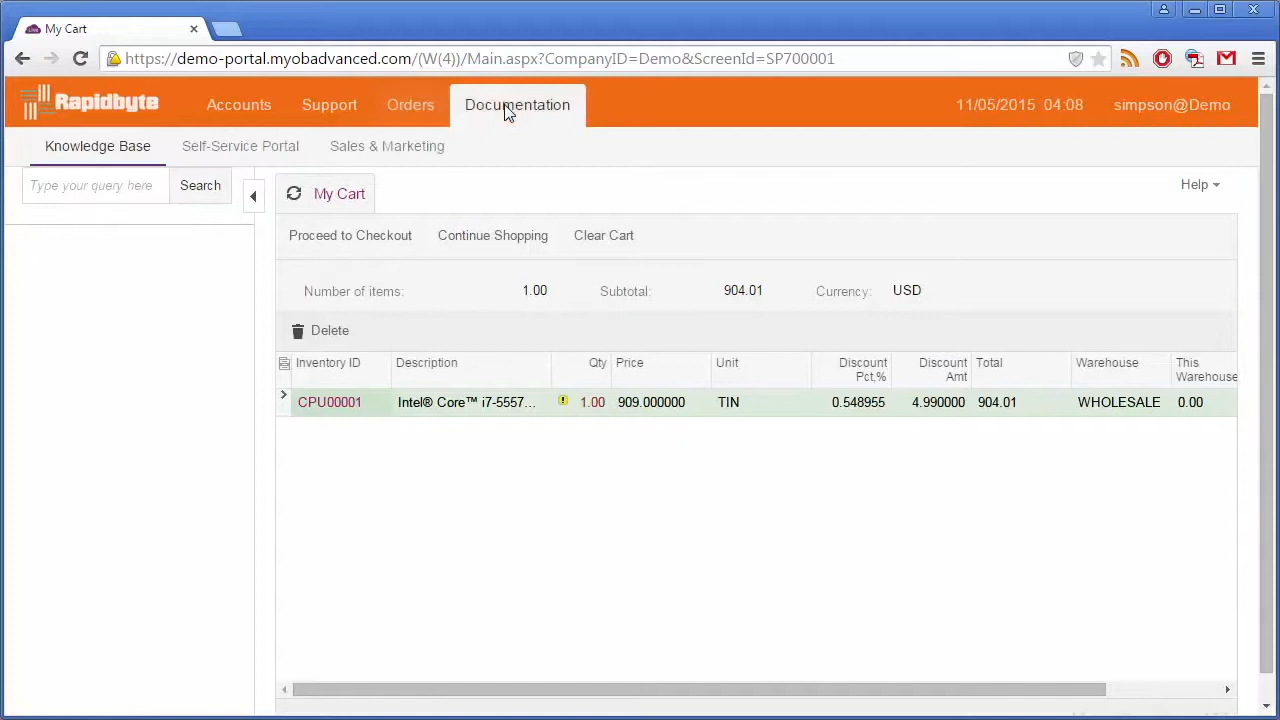 My Cart
https://demo-portal.myobadvanced.com/(W(4))/Main.aspx?CompanyID=Demo&ScreenId=SP700001
Rapidbyte Accounts Support Orders Documentation 11/05/2015 04:08 simpson@Demo
Knowledge Base Self-Service Portal Sales & Marketing
Type your query here Search
My Cart Help
Proceed to Checkout Continue Shopping Clear Cart
Number of items: 1.00 Subtotal: 904.01 Currency: USD
Delete
Inventory ID Description Qty Price Unit Discount Pct,% Discount Amt Total Warehouse This Warehouse
CPU00001 Intel® Core™ i7-5557... 1.00 909.000000 TIN 0.548955 4.990000 904.01 WHOLESALE 0.00